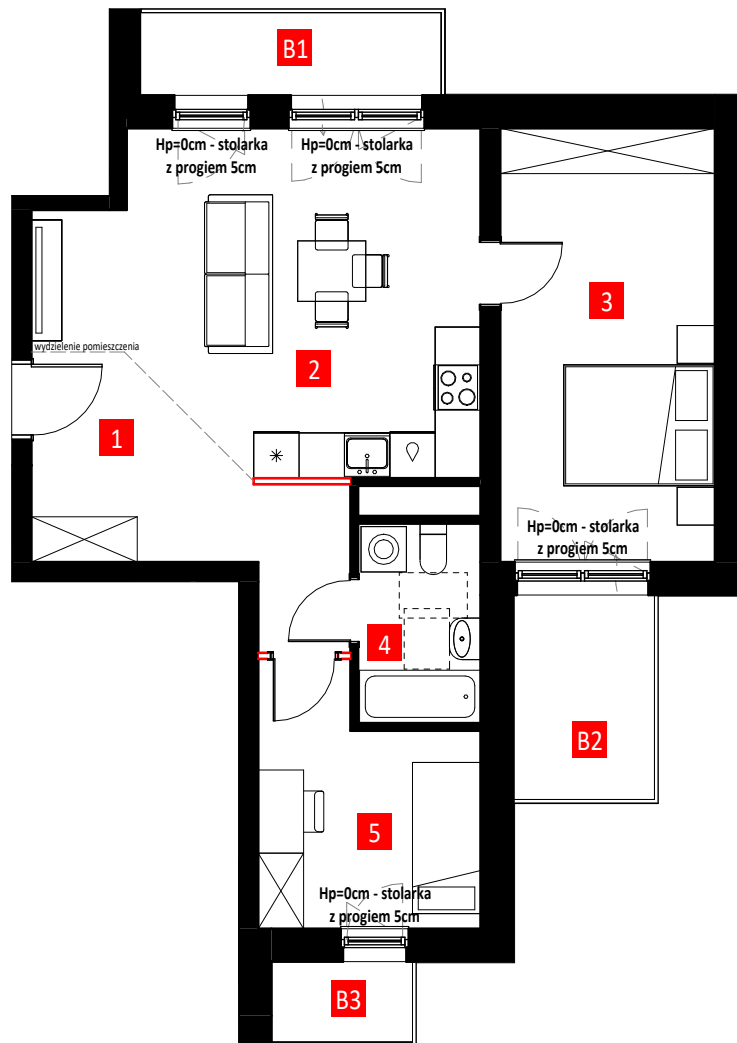 B1
Hp=0cm - stolarka
z progiem 5cm
Hp=0cm - stolarka
z progiem 5cm
3
wydzielenie pomieszczenia
2
1
Hp=0cm - stolarka
z progiem 5cm
4
B2
5
Hp=0cm - stolarka
z progiem 5cm
B3